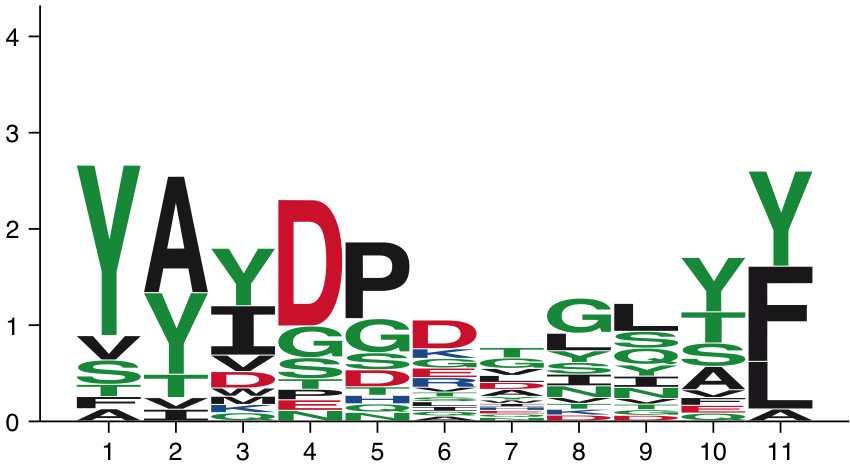 4
3
2
1
0
Y V S T F A
A Y T V I
Y I V D K Q
D G S T P E N
P G S D T H Q N
D K G E R
T G V L D A
G L Y S I N V K D
L S Q Y I N V
Y T S A V F E Q
Y F L A
1 2 3 4 5 6 7 8 9 10 11